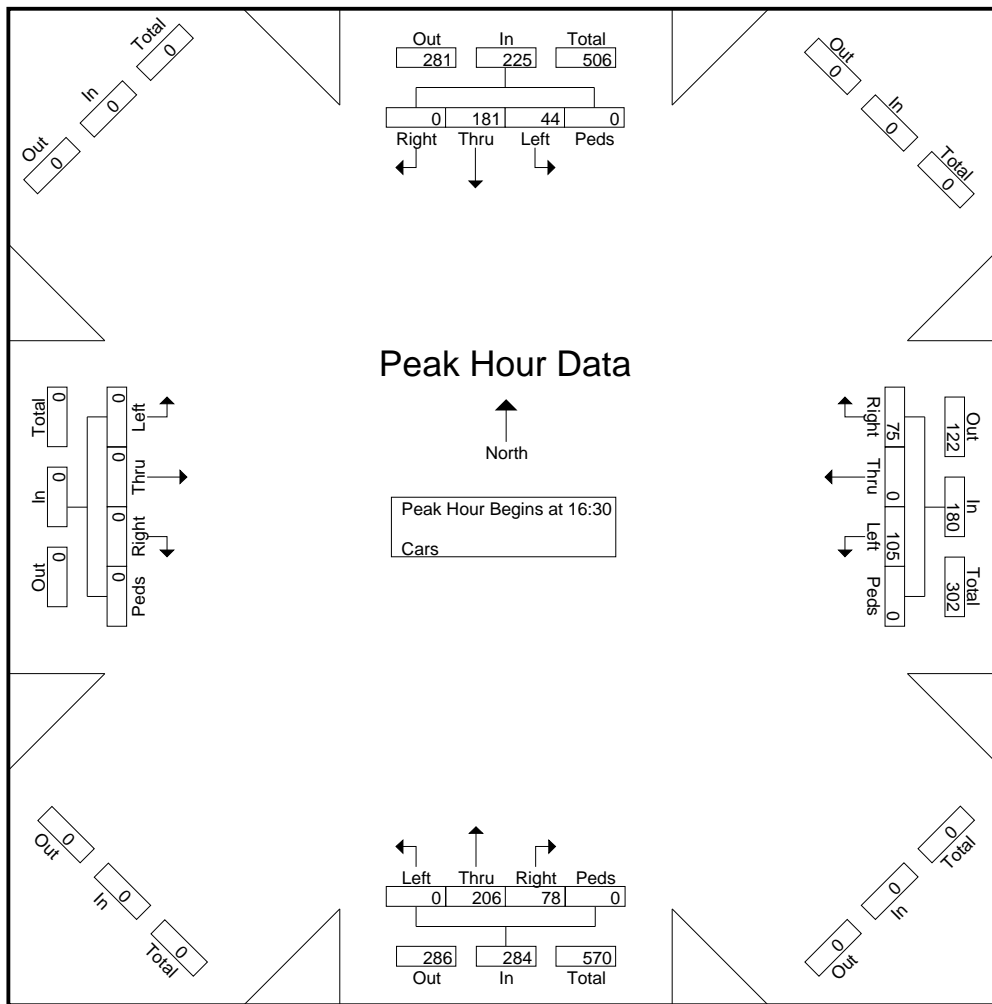 Total
0
In
0
Out
0
Out In Total
281 225 506
0 181 44 0
Right Thru Left Peds
Out
0
In
0
Total
0
Peak Hour Data
North
Peak Hour Begins at 16:30
Cars
Total
0
In
0
Out
0
Left
0
Thru
0
Right
0
Peds
0
Right
75
Thru
0
Left
105
Peds
0
Out
122
In
180
Total
302
Out
0
In
0
Total
0
Left Thru Right Peds
0 206 78 0
286 284 570
Out In Total
Total
0
In
0
Out
0